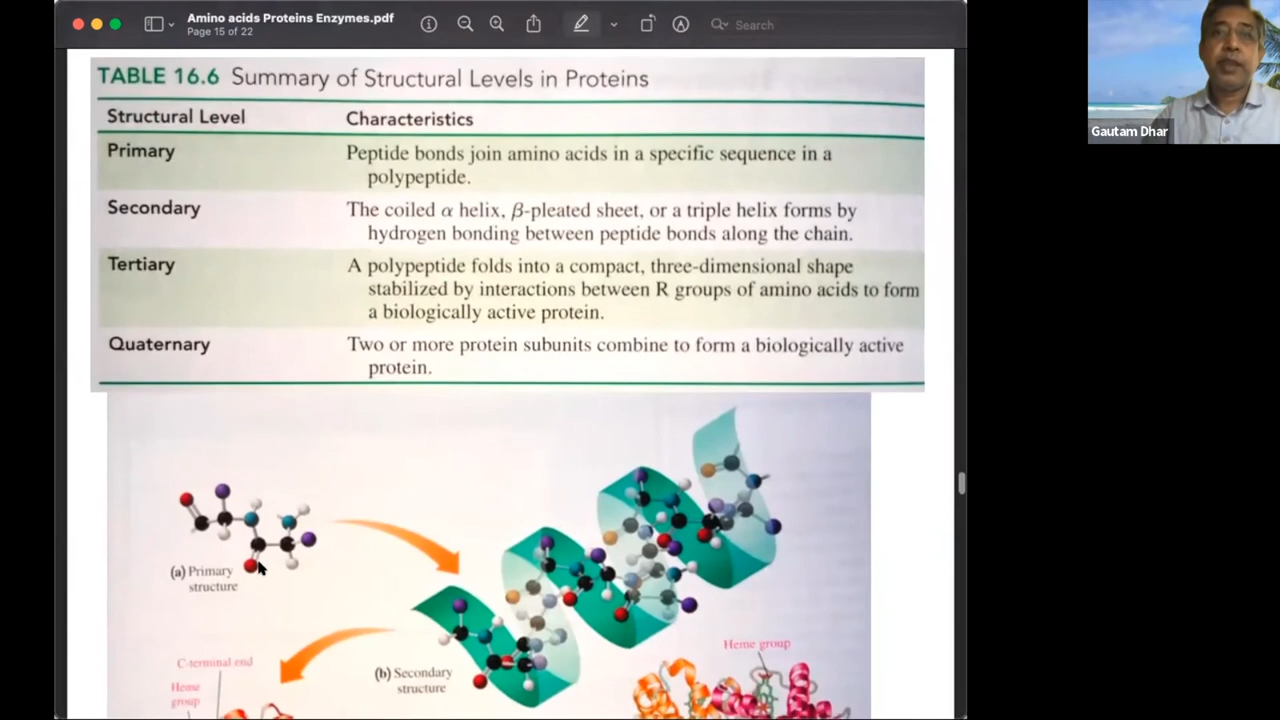 Amino acids Proteins Enzymes.pdf
Page 15 of 22
Search
Gautam Dhar
TABLE 16.6 Summary of Structural Levels in Proteins
Structural Level Characteristics
Primary Peptide bonds join amino acids in a specific sequence in a
polypeptide.
Secondary The coiled α helix, β-pleated sheet, or a triple helix forms by
hydrogen bonding between peptide bonds along the chain.
Tertiary A polypeptide folds into a compact, three-dimensional shape
stabilized by interactions between R groups of amino acids to form
a biologically active protein.
Quaternary Two or more protein subunits combine to form a biologically active
protein.
(a) Primary
structure
(b) Secondary
structure
C-terminal end
Heme
group
Heme group